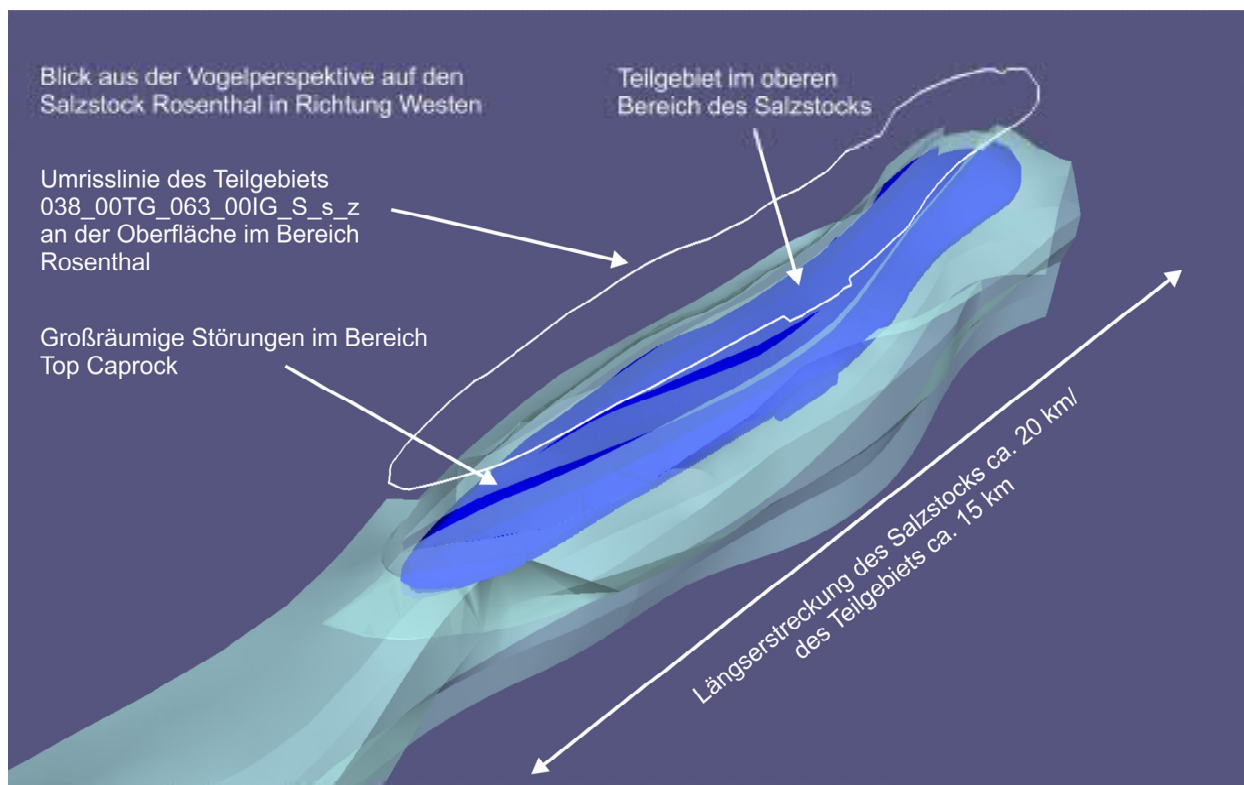 Blick aus der Vogelperspektive auf den
Salzstock Rosenthal in Richtung Westen
Teilgebiet im oberen
Bereich des Salzstocks
Umrisslinie des Teilgebiets
038_00TG_063_00IG_S_s_z
an der Oberfläche im Bereich
Rosenthal
Großräumige Störungen im Bereich
Top Caprock
Längserstreckung des Salzstocks ca. 20 km/
des Teilgebiets ca. 15 km